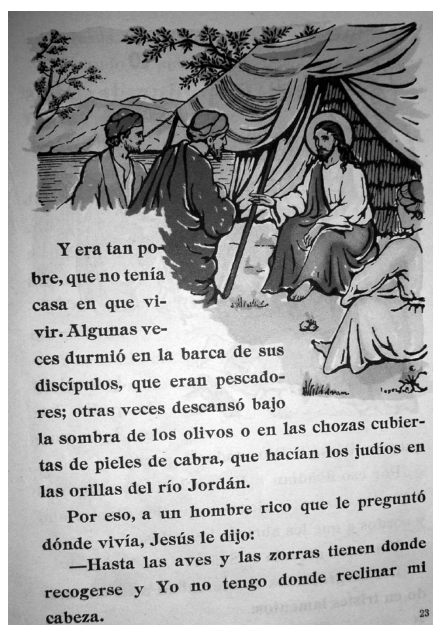 Y era tan po-
bre, que no tenía
casa en que vi-
vir. Algunas ve-
ces durmió en la barca de sus
discípulos, que eran pescado-
res; otras veces descansó bajo
la sombra de los olivos o en las chozas cubier-
tas de pieles de cabra, que hacían los judíos en
las orillas del río Jordán.
Por eso, a un hombre rico que le preguntó
dónde vivía, Jesús le dijo:
—Hasta las aves y las zorras tienen donde
recogerse y Yo no tengo donde reclinar mi
cabeza.
23